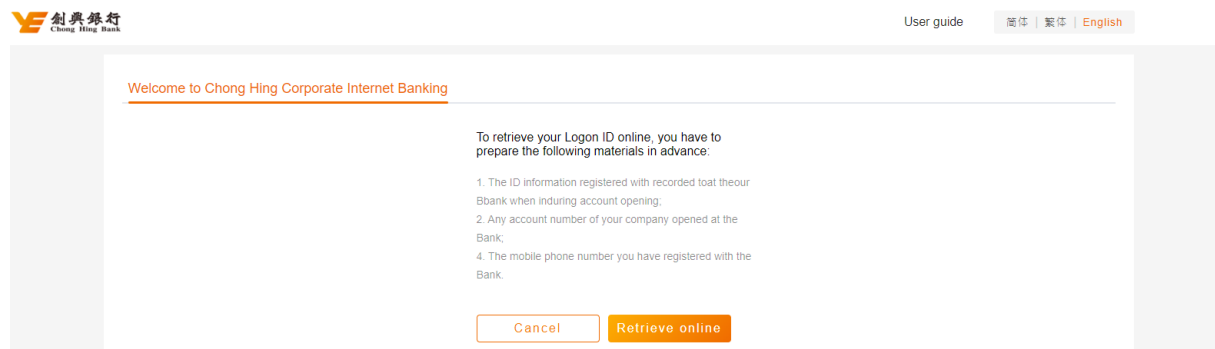 創興銀行
Chong Hing Bank
User guide
简体 | 繁体 | English
Welcome to Chong Hing Corporate Internet Banking
To retrieve your Logon ID online, you have to
prepare the following materials in advance:
1. The ID information registered with recorded toat theour
Bbank when induring account opening;
2. Any account number of your company opened at the
Bank;
4. The mobile phone number you have registered with the
Bank.
Cancel
Retrieve online